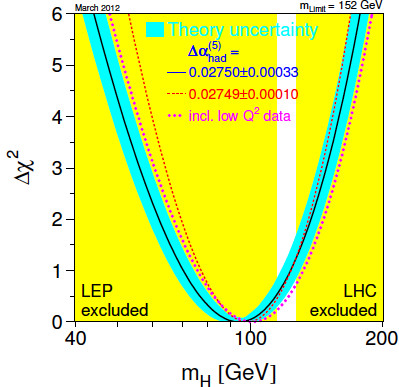 March 2012
m_Limit = 152 GeV
Theory uncertainty
Δα_had^(5) =
0.02750±0.00033
0.02749±0.00010
incl. low Q² data
Δχ²
6
5
4
3
2
1
0
LEP
excluded
LHC
excluded
40
100
200
m_H [GeV]